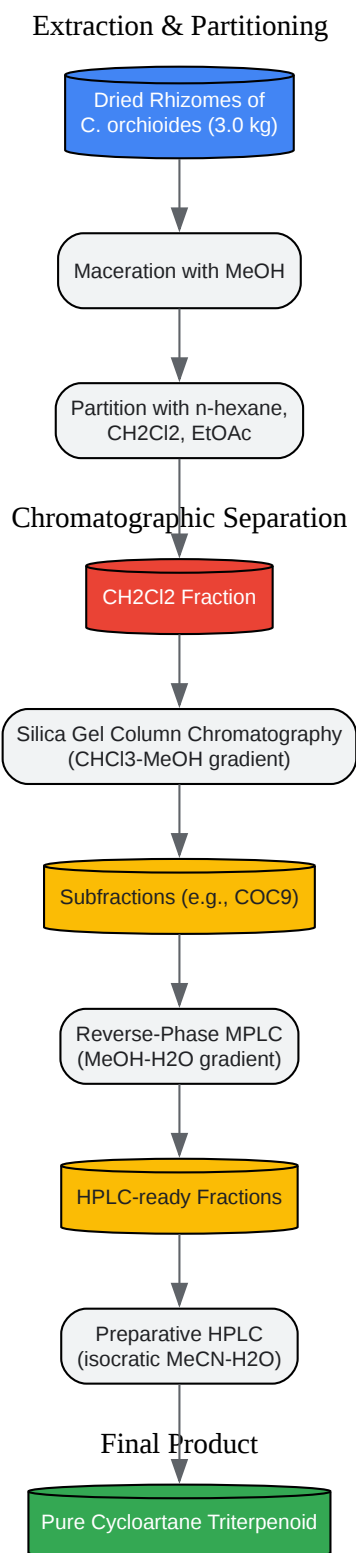 Extraction & Partitioning
Dried Rhizomes of
C. orchioides (3.0 kg)
Maceration with MeOH
Partition with n-hexane,
CH2Cl2, EtOAc
Chromatographic Separation
CH2Cl2 Fraction
Silica Gel Column Chromatography
(CHCl3-MeOH gradient)
Subfractions (e.g., COC9)
Reverse-Phase MPLC
(MeOH-H2O gradient)
HPLC-ready Fractions
Preparative HPLC
(isocratic MeCN-H2O)
Final Product
Pure Cycloartane Triterpenoid